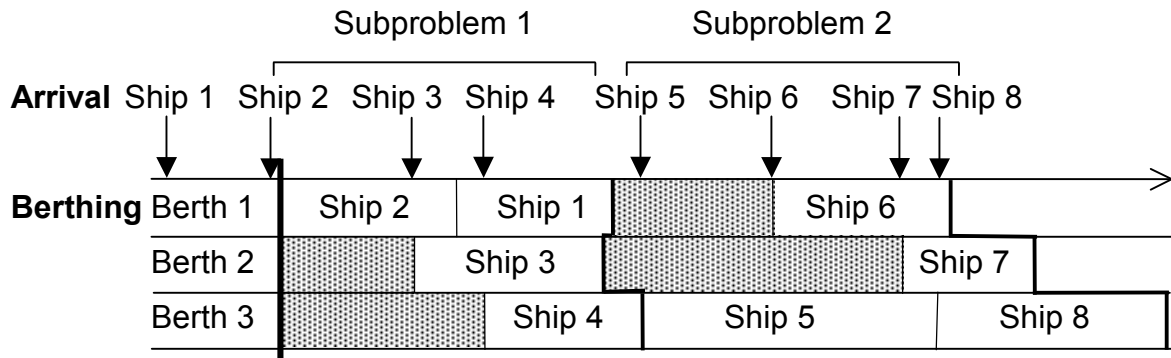 Subproblem 1 Subproblem 2
Arrival Ship 1 Ship 2 Ship 3 Ship 4 Ship 5 Ship 6 Ship 7 Ship 8
Berthing Berth 1 Ship 2 Ship 1 Ship 6
Berth 2 Ship 3 Ship 7
Berth 3 Ship 4 Ship 5 Ship 8